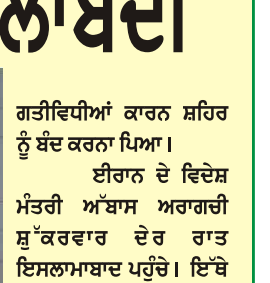 ਲਾਬੰਦੀ
ਗਤੀਵਿਧੀਆਂ ਕਾਰਨ ਸ਼ਹਿਰ
ਨੂੰ ਬੰਦ ਕਰਨਾ ਪਿਆ।
ਈਰਾਨ ਦੇ ਵਿਦੇਸ਼
ਮੰਤਰੀ ਅੱਬਾਸ ਅਰਾਗਚੀ
ਸ਼ੁੱਕਰਵਾਰ ਦੇਰ ਰਾਤ
ਇਸਲਾਮਾਬਾਦ ਪਹੁੰਚੇ। ਇੱਥੇ